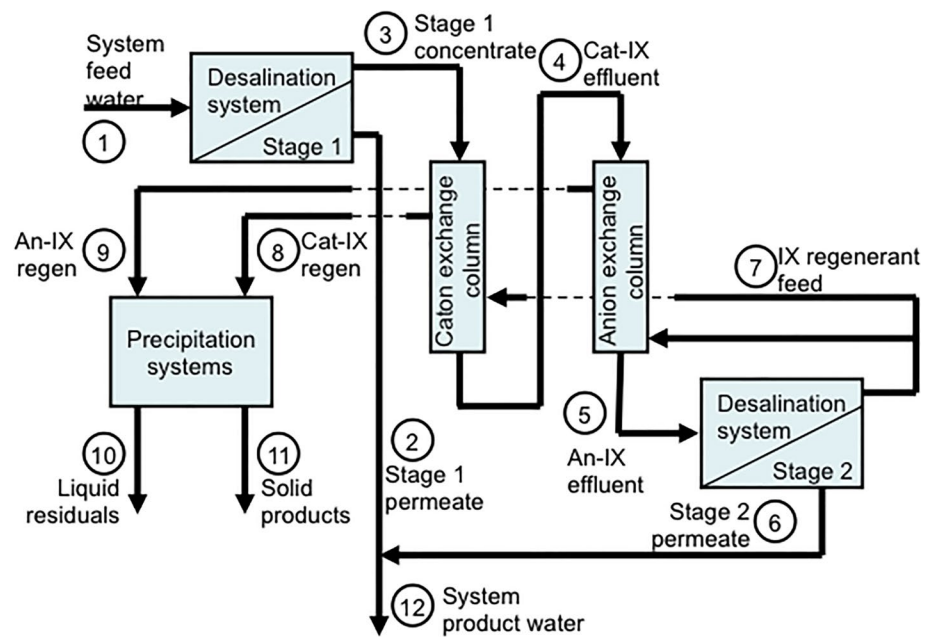 System
feed
water
1
Desalination
system
Stage 1
3
Stage 1
concentrate
4
Cat-IX
effluent
Caton exchange
column
Anion exchange
column
An-IX
regen
9
8
Cat-IX
regen
7
IX regenerant
feed
Precipitation
systems
Desalination
system
Stage 2
5
An-IX
effluent
2
Stage 1
permeate
10
Liquid
residuals
11
Solid
products
Stage 2
permeate
6
12
System
product water